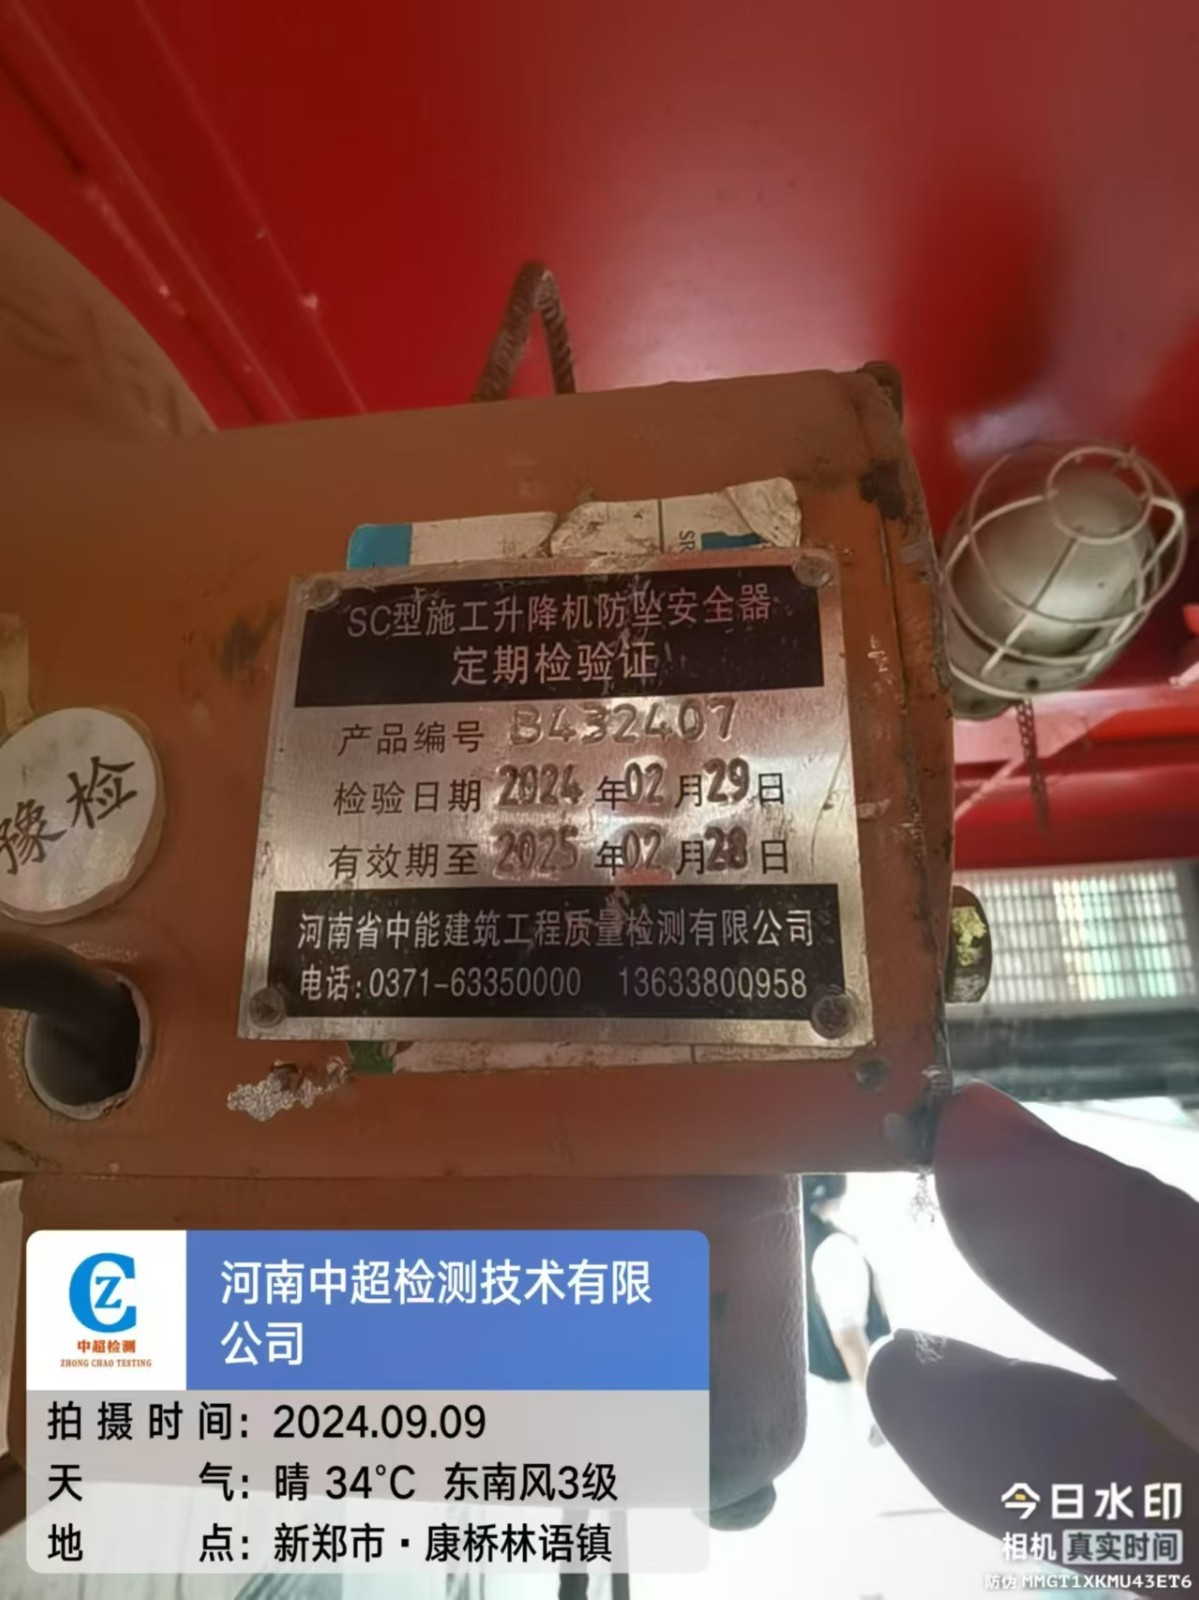 SR
SC型施工升降机防坠安全器
定期检验证
产品编号 B432407
检验日期 2024 年 02 月 29 日
有效期至 2025 年 02 月 28 日
河南省中能建筑工程质量检测有限公司
电话:0371-63350000 13633800958
豫检
CZ
中超检测
ZHONG CHAO TESTING
河南中超检测技术有限
公司
拍摄时间: 2024.09.09
天气: 晴 34℃ 东南风3级
地点: 新郑市·康桥林语镇
今日水印
相机 真实时间
防伪 MMGT1XKMU43ET6